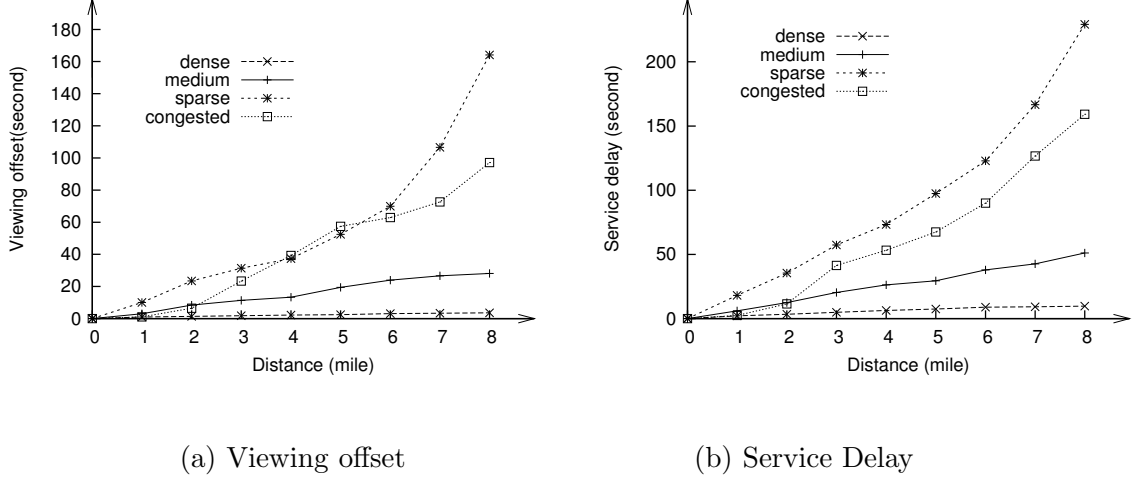 180
160
140
120
100
80
60
40
20
0
Viewing offset(second)
dense
medium
sparse
congested
0 1 2 3 4 5 6 7 8
Distance (mile)
(a) Viewing offset
200
150
100
50
0
Service delay (second)
dense
medium
sparse
congested
0 1 2 3 4 5 6 7 8
Distance (mile)
(b) Service Delay